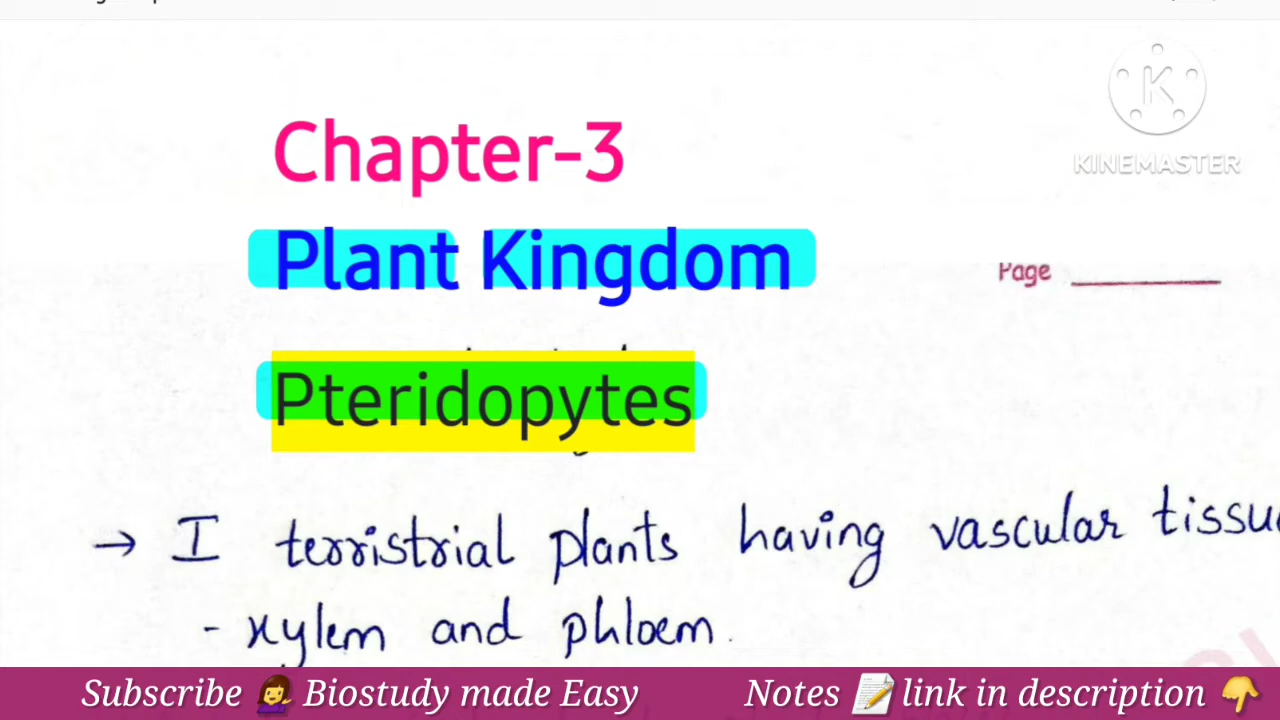 KINEMASTER
Chapter-3
Plant Kingdom
Page
Pteridopytes
→ I terristrial plants having vascular tissu
- xylem and phloem.
Subscribe 🙋‍♀️ Biostudy made Easy Notes 📝 link in description 👇